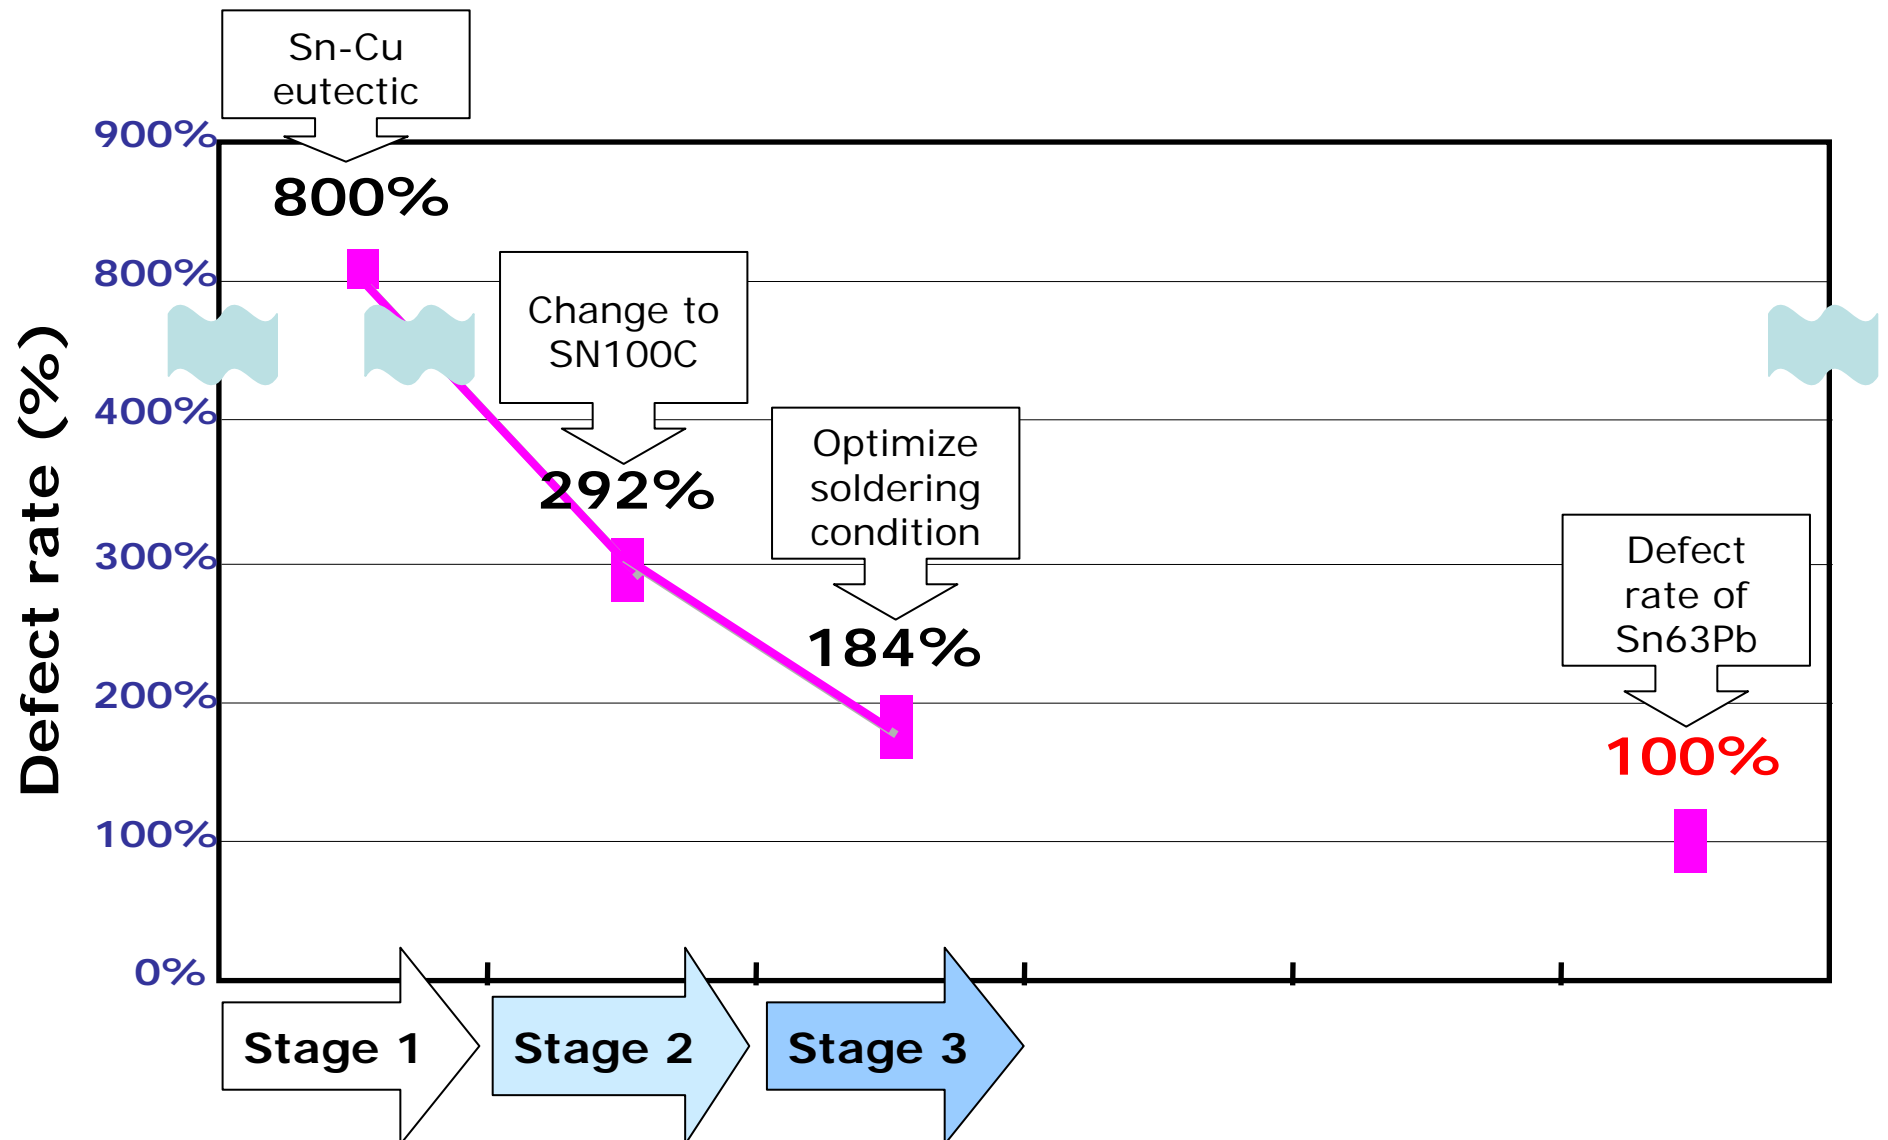 Sn-Cu
eutectic
900%
800%
800%
Change to
SN100C
400%
Optimize
soldering
condition
292%
Defect
rate of
Sn63Pb
300%
184%
200%
100%
100%
0%
Defect rate (%)
Stage 1
Stage 2
Stage 3